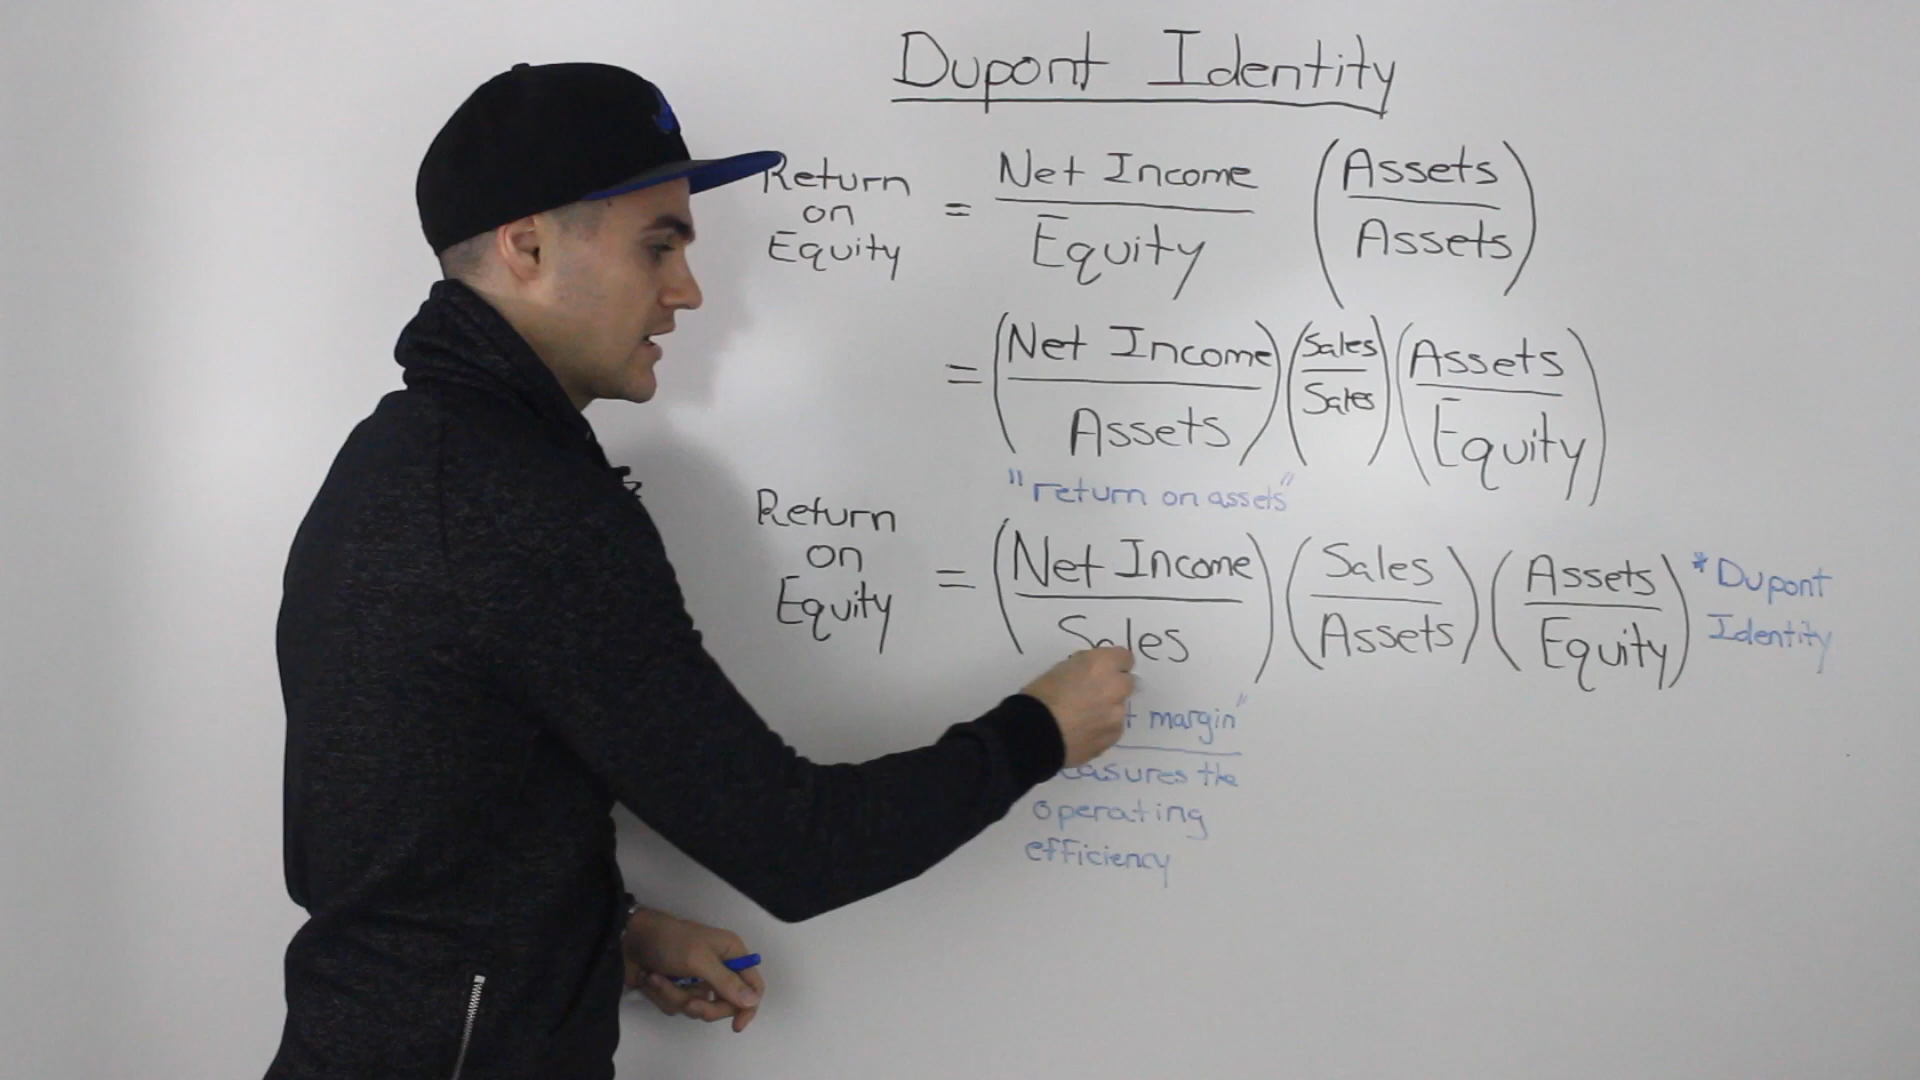 Dupont Identity
Return on Equity = Net Income / Equity (Assets / Assets)
= (Net Income / Assets) (Sales / Sales) (Assets / Equity)
"return on assets"
Return on Equity = (Net Income / Sales) (Sales / Assets) (Assets / Equity) *Dupont Identity
margin"
the
operating
efficiency